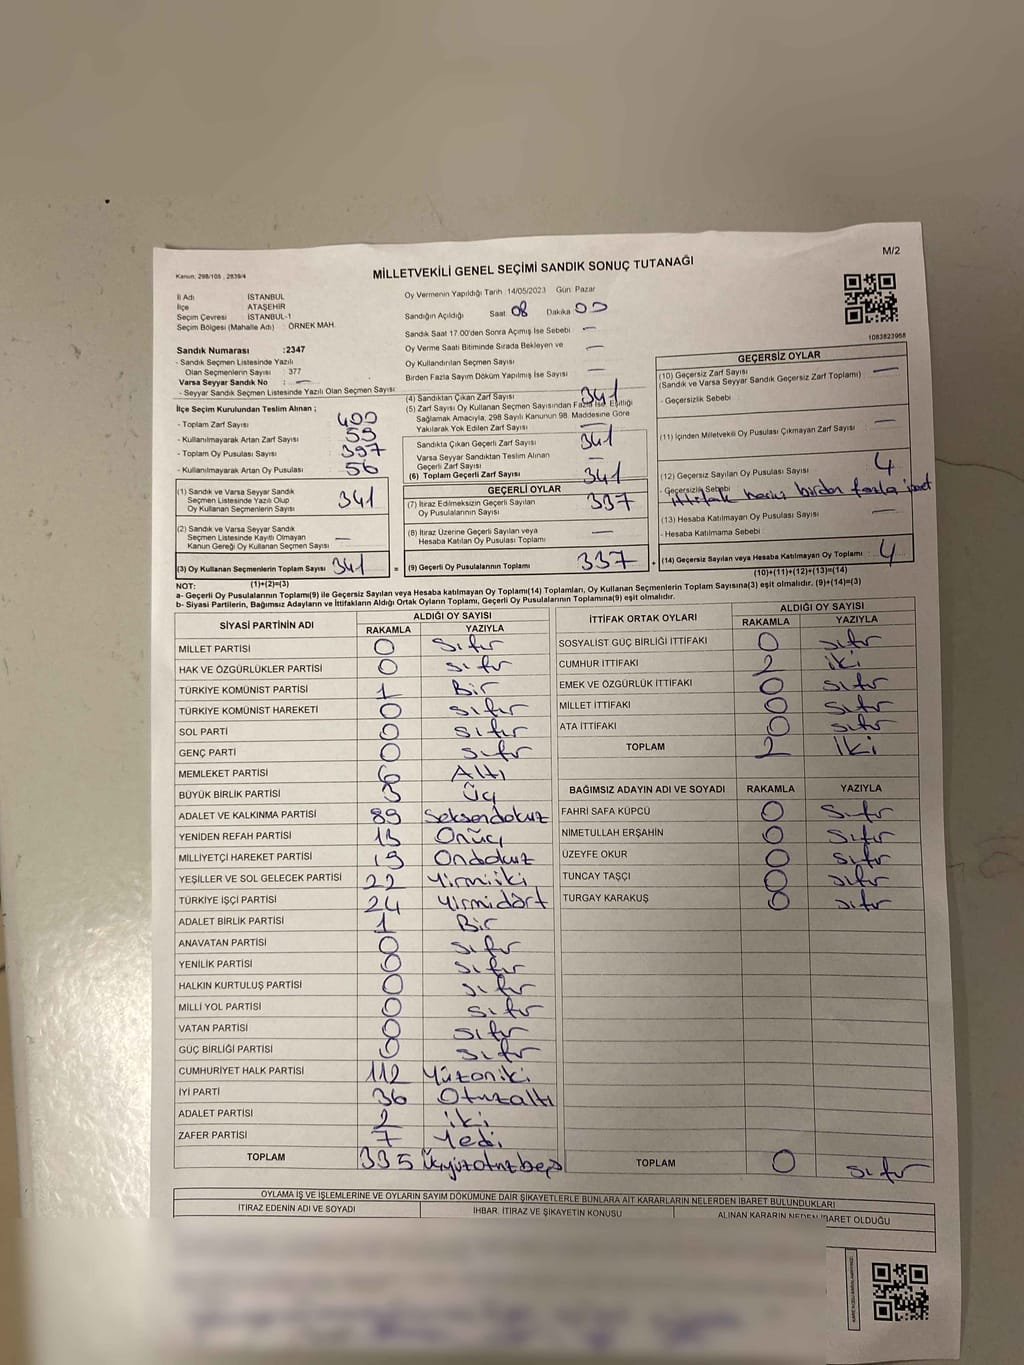 M/2
Kanun: 298/105 , 2839/4
MİLLETVEKİLİ GENEL SEÇİMİ SANDIK SONUÇ TUTANAĞI
İl Adı İSTANBUL
İlçe ATAŞEHİR
Seçim Çevresi : İSTANBUL-1
Seçim Bölgesi (Mahalle Adı) : ÖRNEK MAH.
Oy Vermenin Yapıldığı Tarih :14/05/2023 Gün: Pazar
Sandığın Açıldığı Saat 08 Dakika 00
Sandık Saat 17.00'den Sonra Açımış İse Sebebi —
Oy Verme Saati Bitiminde Sırada Bekleyen ve
Oy Kullandırılan Seçmen Sayısı —
Birden Fazla Sayım Döküm Yapılmış İse Sayısı —
1083823968
Sandık Numarası :2347
- Sandık Seçmen Listesinde Yazılı
Olan Seçmenlerin Sayısı : 377
Varsa Seyyar Sandık No : —
- Seyyar Sandık Seçmen Listesinde Yazılı Olan Seçmen Sayısı:
İlçe Seçim Kurulundan Teslim Alınan ;
- Toplam Zarf Sayısı 400
- Kullanılmayarak Artan Zarf Sayısı 59
- Toplam Oy Pusulası Sayısı 397
- Kullanılmayarak Artan Oy Pusulası 56
(1) Sandık ve Varsa Seyyar Sandık
Seçmen Listesinde Yazılı Olup
Oy Kullanan Seçmenlerin Sayısı 341
(2) Sandık ve Varsa Seyyar Sandık
Seçmen Listesinde Kayıtlı Olmayan
Kanun Gereği Oy Kullanan Seçmen Sayısı —
(3) Oy Kullanan Seçmenlerin Toplam Sayısı 341 =
(1)+(2)=(3)
(4) Sandıktan Çıkan Zarf Sayısı 341
(5) Zarf Sayısı Oy Kullanan Seçmen Sayısından Fazla ise, Eşitliği
Sağlamak Amacıyla, 298 Sayılı Kanunun 98. Maddesine Göre
Yakılarak Yok Edilen Zarf Sayısı —
Sandıkta Çıkan Geçerli Zarf Sayısı 341
Varsa Seyyar Sandıktan Teslim Alınan
Geçerli Zarf Sayısı —
(6) Toplam Geçerli Zarf Sayısı 341
GEÇERLİ OYLAR
(7) İtiraz Edilmeksizin Geçerli Sayılan
Oy Pusulalarının Sayısı 337
(8) İtiraz Üzerine Geçerli Sayılan veya
Hesaba Katılan Oy Pusulası Toplamı —
(9) Geçerli Oy Pusulalarının Toplamı 337 +
GEÇERSİZ OYLAR
(10) Geçersiz Zarf Sayısı —
(Sandık ve Varsa Seyyar Sandık Geçersiz Zarf Toplamı)
- Geçersizlik Sebebi
(11) İçinden Milletvekili Oy Pusulası Çıkmayan Zarf Sayısı —
(12) Geçersiz Sayılan Oy Pusulası Sayısı 4
- Geçersizlik Sebebi
ittifak harici birden fazla
(13) Hesaba Katılmayan Oy Pusulası Sayısı —
- Hesaba Katılmama Sebebi
(14) Geçersiz Sayılan veya Hesaba Katılmayan Oy Toplamı 4
(10)+(11)+(12)+(13)=(14)
NOT:
a- Geçerli Oy Pusulalarının Toplamı(9) ile Geçersiz Sayılan veya Hesaba katılmayan Oy Toplamı(14) Toplamları, Oy Kullanan Seçmenlerin Toplam Sayısına(3) eşit olmalıdır. (9)+(14)=(3)
b- Siyasi Partilerin, Bağımsız Adayların ve İttifakların Aldığı Ortak Oyların Toplamı, Geçerli Oy Pusulalarının Toplamına(9) eşit olmalıdır.
SİYASİ PARTİNİN ADI ALDIĞI OY SAYISI
RAKAMLA YAZIYLA
MİLLET PARTİSİ 0 Sıfır
HAK VE ÖZGÜRLÜKLER PARTİSİ 0 sıfır
TÜRKİYE KOMÜNİST PARTİSİ 1 Bir
TÜRKİYE KOMÜNİST HAREKETİ 0 sıfır
SOL PARTİ 0 sıfır
GENÇ PARTİ 0 sıfır
MEMLEKET PARTİSİ 6 Altı
BÜYÜK BİRLİK PARTİSİ 3 Üç
ADALET VE KALKINMA PARTİSİ 89 Seksendokuz
YENİDEN REFAH PARTİSİ 13 Onüç
MİLLİYETÇİ HAREKET PARTİSİ 19 Ondokuz
YEŞİLLER VE SOL GELECEK PARTİSİ 22 Yirmiiki
TÜRKİYE İŞÇİ PARTİSİ 24 Yirmidört
ADALET BİRLİK PARTİSİ 1 Bir
ANAVATAN PARTİSİ 0 sıfır
YENİLİK PARTİSİ 0 sıfır
HALKIN KURTULUŞ PARTİSİ 0 sıfır
MİLLİ YOL PARTİSİ 0 sıfır
VATAN PARTİSİ 0 sıfır
GÜÇ BİRLİĞİ PARTİSİ 0 sıfır
CUMHURİYET HALK PARTİSİ 112 Yüzoniki
İYİ PARTİ 36 Otuzaltı
ADALET PARTİSİ 2 iki
ZAFER PARTİSİ 7 Yedi
TOPLAM 335 Üçyüzotuzbeş
İTTİFAK ORTAK OYLARI ALDIĞI OY SAYISI
RAKAMLA YAZIYLA
SOSYALİST GÜÇ BİRLİĞİ İTTİFAKI 0 sıfır
CUMHUR İTTİFAKI 2 iki
EMEK VE ÖZGÜRLÜK İTTİFAKI 0 sıfır
MİLLET İTTİFAKI 0 sıfır
ATA İTTİFAKI 0 sıfır
TOPLAM 2 İki
BAĞIMSIZ ADAYIN ADI VE SOYADI RAKAMLA YAZIYLA
FAHRİ SAFA KÜPCÜ 0 Sıfır
NİMETULLAH ERŞAHİN 0 Sıfır
ÜZEYFE OKUR 0 sıfır
TUNCAY TAŞÇI 0 sıfır
TURGAY KARAKUŞ 0 sıfır
TOPLAM 0 sıfır
OYLAMA İŞ VE İŞLEMLERİNE VE OYLARIN SAYIM DÖKÜMÜNE DAİR ŞİKAYETLERLE BUNLARA AİT KARARLARIN NELERDEN İBARET BULUNDUKLARI
İTİRAZ EDENİN ADI VE SOYADI İHBAR, İTİRAZ VE ŞİKAYETİN KONUSU ALINAN KARARIN NEDEN İBARET OLDUĞU